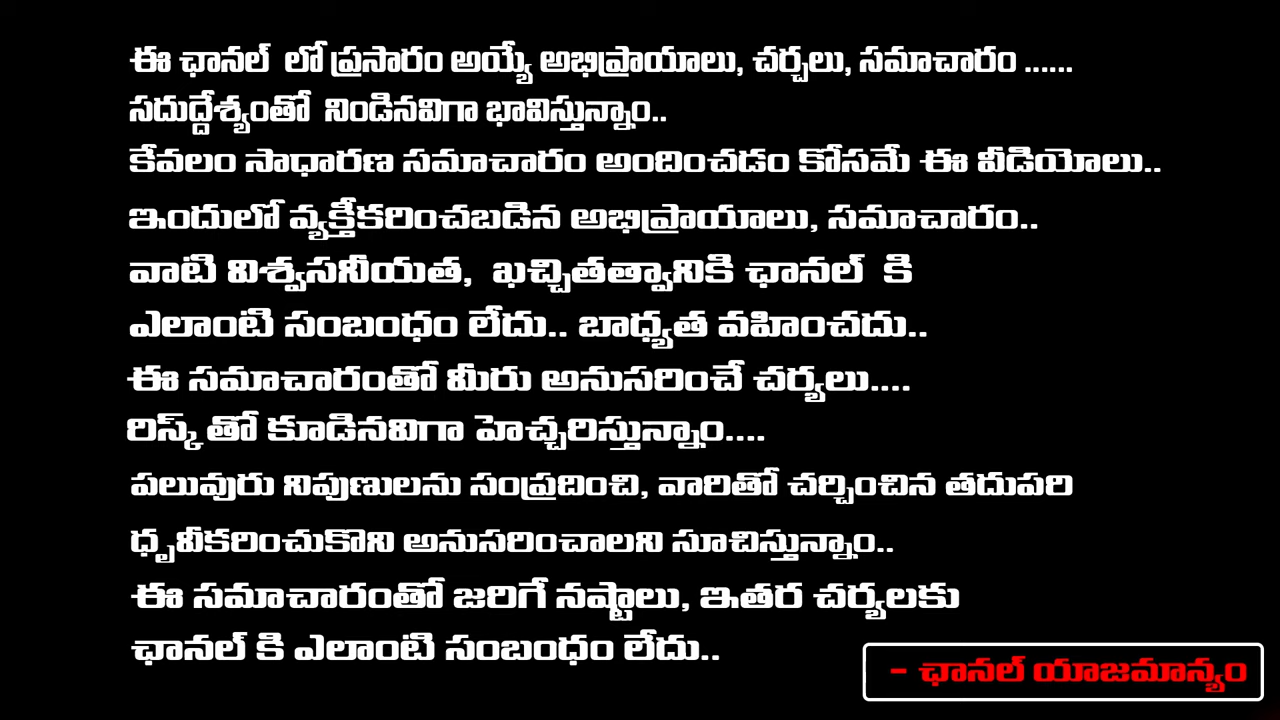 ఈ ఛానల్ లో ప్రసారం అయ్యే అభిప్రాయాలు, చర్చలు, సమాచారం ......
సదుద్దేశ్యంతో నిండినవిగా భావిస్తున్నాం..
కేవలం సాధారణ సమాచారం అందించడం కోసమే ఈ వీడియోలు..
ఇందులో వ్యక్తీకరించబడిన అభిప్రాయాలు, సమాచారం..
వాటి విశ్వసనీయత, ఖచ్చితత్వానికి ఛానల్ కి
ఎలాంటి సంబంధం లేదు.. బాధ్యత వహించదు..
ఈ సమాచారంతో మీరు అనుసరించే చర్యలు....
రిస్క్ తో కూడినవిగా హెచ్చరిస్తున్నాం....
పలువురు నిపుణులను సంప్రదించి, వారితో చర్చించిన తదుపరి
ధృవీకరించుకొని అనుసరించాలని సూచిస్తున్నాం..
ఈ సమాచారంతో జరిగే నష్టాలు, ఇతర చర్యలకు
ఛానల్ కి ఎలాంటి సంబంధం లేదు..
- ఛానల్ యాజమాన్యం